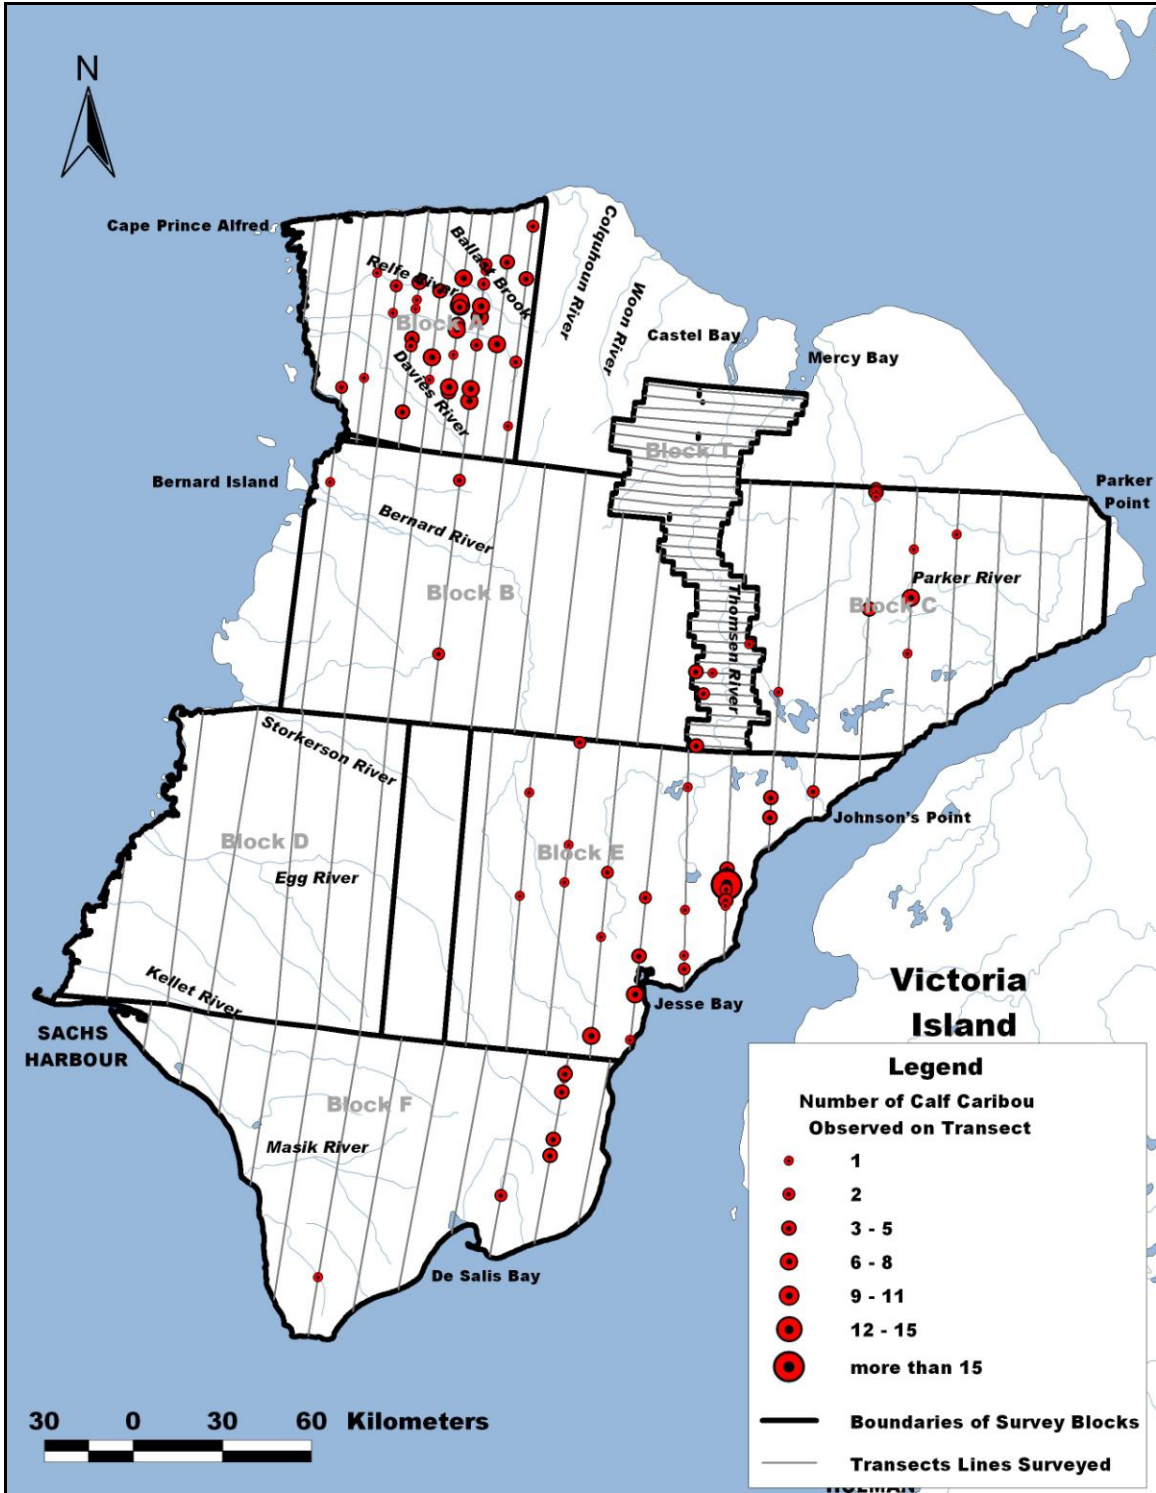 N
Cape Prince Alfred
Ballast Brook
Relfe River
Colquhoun River
Woon River
Castel Bay
Mercy Bay
Block A
Davies River
Block T
Bernard Island
Parker
Point
Bernard River
Parker River
Block B
Block C
Thomsen River
Storkerson River
Johnson's Point
Block D
Block E
Egg River
Kellet River
Jesse Bay
Victoria
Island
SACHS
HARBOUR
Block F
Masik River
De Salis Bay
Legend
Number of Calf Caribou
Observed on Transect
1
2
3 - 5
6 - 8
9 - 11
12 - 15
more than 15
Boundaries of Survey Blocks
Transects Lines Surveyed
30 0 30 60 Kilometers